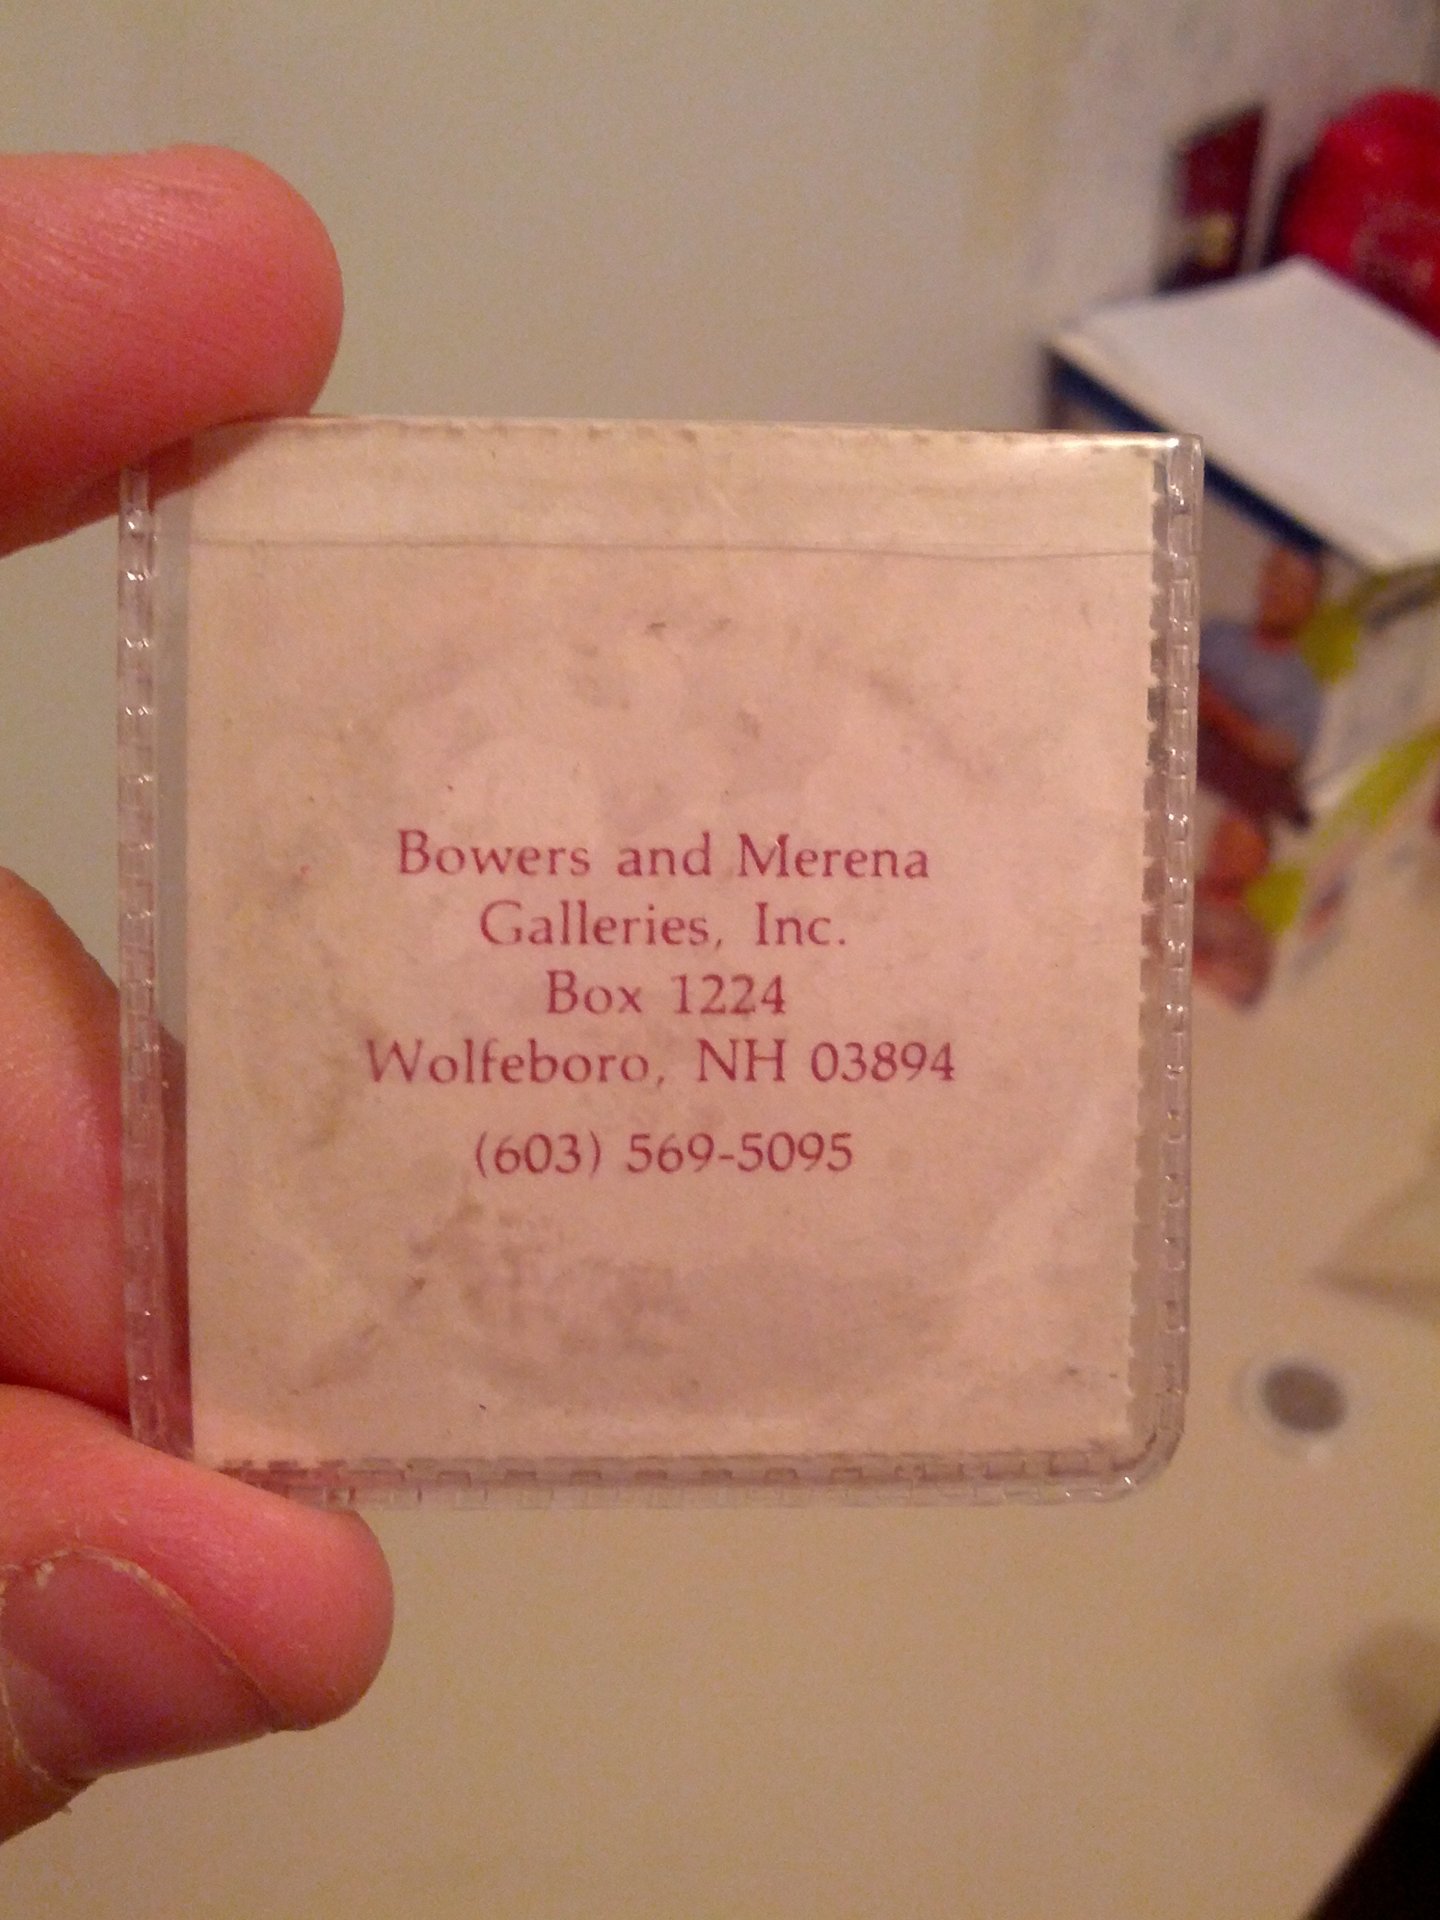 Bowers and Merena
Galleries, Inc.
Box 1224
Wolfeboro, NH 03894
(603) 569-5095